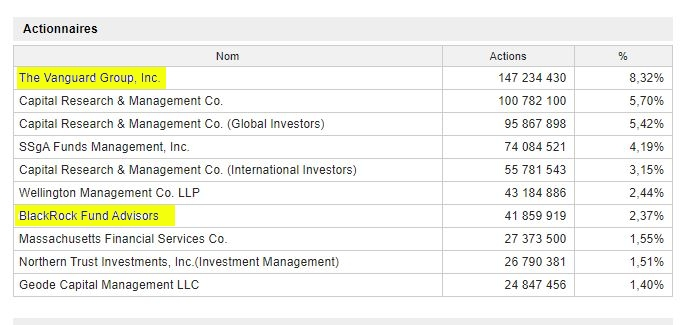 Actionnaires
Nom Actions %
The Vanguard Group, Inc. 147 234 430 8,32%
Capital Research & Management Co. 100 782 100 5,70%
Capital Research & Management Co. (Global Investors) 95 867 898 5,42%
SSgA Funds Management, Inc. 74 084 521 4,19%
Capital Research & Management Co. (International Investors) 55 781 543 3,15%
Wellington Management Co. LLP 43 184 886 2,44%
BlackRock Fund Advisors 41 859 919 2,37%
Massachusetts Financial Services Co. 27 373 500 1,55%
Northern Trust Investments, Inc.(Investment Management) 26 790 381 1,51%
Geode Capital Management LLC 24 847 456 1,40%